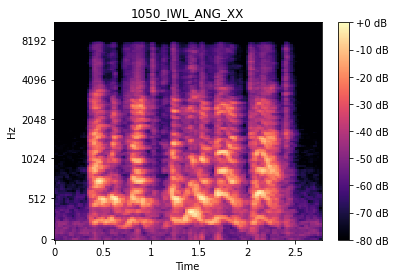 1050_IWL_ANG_XX
8192
4096
2048
1024
512
0
Hz
0 0.5 1 1.5 2 2.5
Time
+0 dB
-10 dB
-20 dB
-30 dB
-40 dB
-50 dB
-60 dB
-70 dB
-80 dB